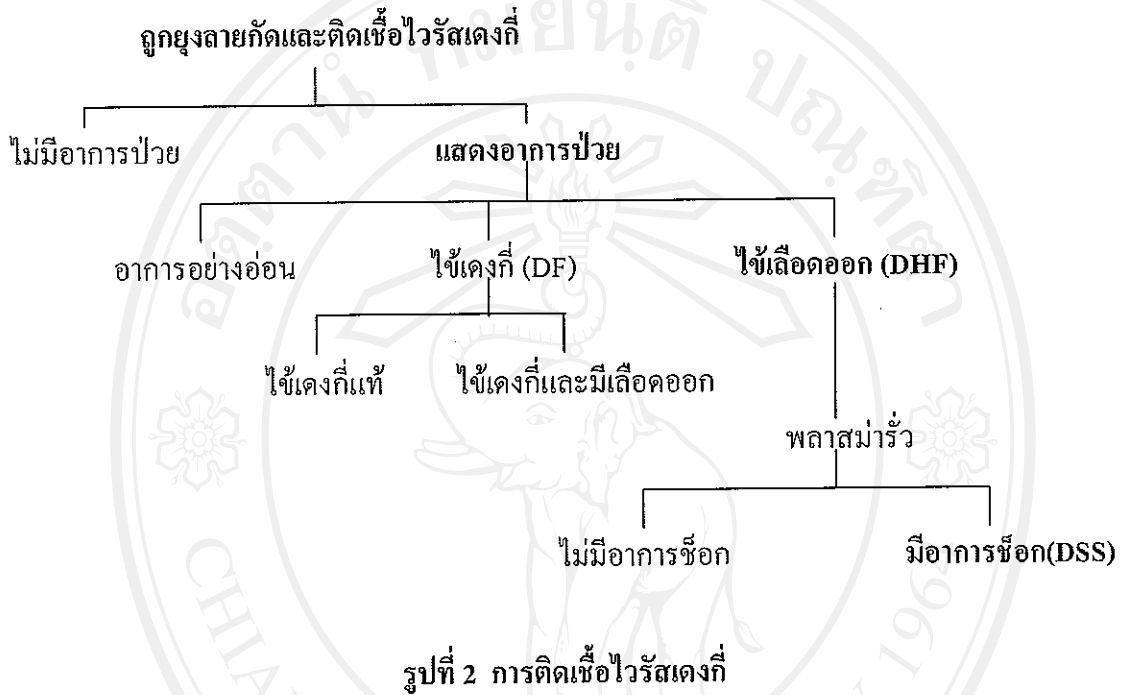 ถูกยุงลายกัดและติดเชื้อไวรัสเดงกี่
ไม่มีอาการป่วย
แสดงอาการป่วย
อาการอย่างอ่อน
ไข้เดงกี่ (DF)
ไข้เลือดออก (DHF)
ไข้เดงกี่แท้
ไข้เดงกี่และมีเลือดออก
พลาสม่ารั่ว
ไม่มีอาการช็อก
มีอาการช็อก(DSS)
รูปที่ 2 การติดเชื้อไวรัสเดงกี่